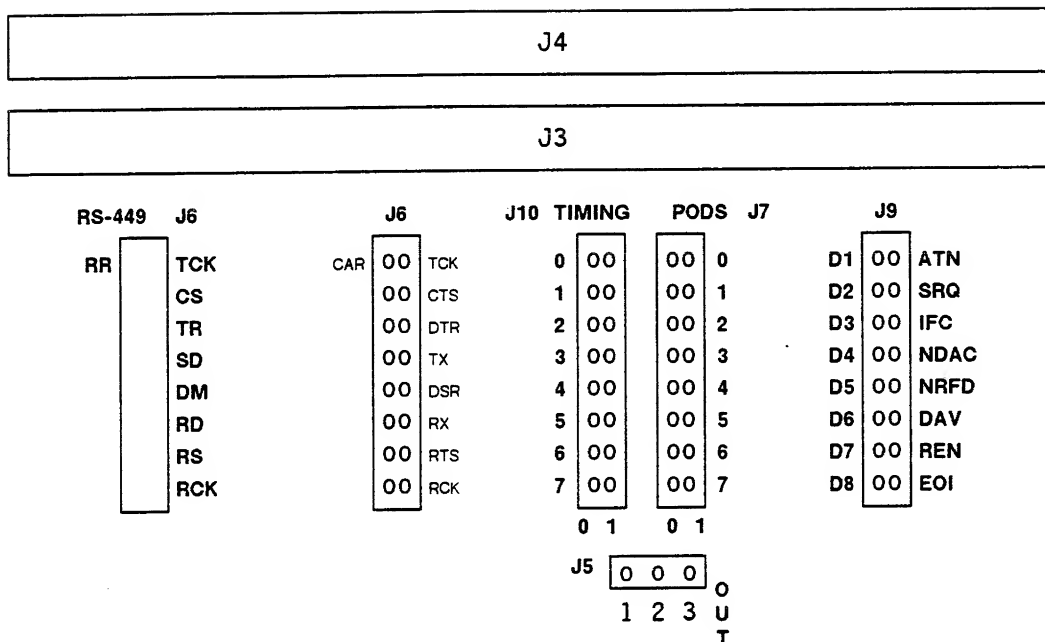 J4
J3
RS-449 J6 J6 J10 TIMING PODS J7 J9
RR TCK CAR 00 TCK 0 00 00 0 D1 00 ATN
CS 00 CTS 1 00 00 1 D2 00 SRQ
TR 00 DTR 2 00 00 2 D3 00 IFC
SD 00 TX 3 00 00 3 D4 00 NDAC
DM 00 DSR 4 00 00 4 D5 00 NRFD
RD 00 RX 5 00 00 5 D6 00 DAV
RS 00 RTS 6 00 00 6 D7 00 REN
RCK 00 RCK 7 00 00 7 D8 00 EOI
0 1 0 1
J5 0 0 0
1 2 3
OUT